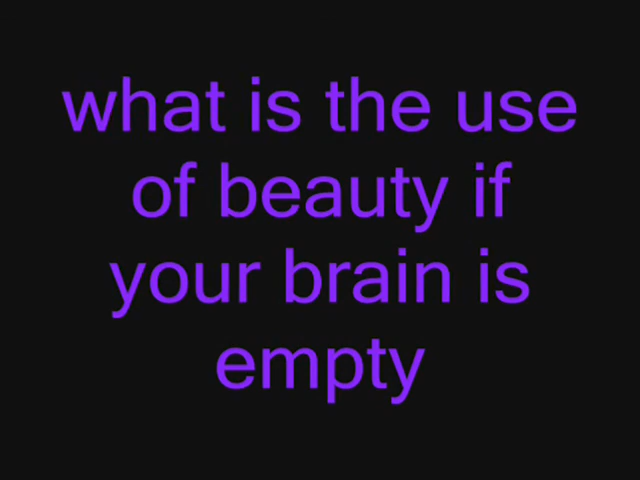 what is the use
of beauty if
your brain is
empty